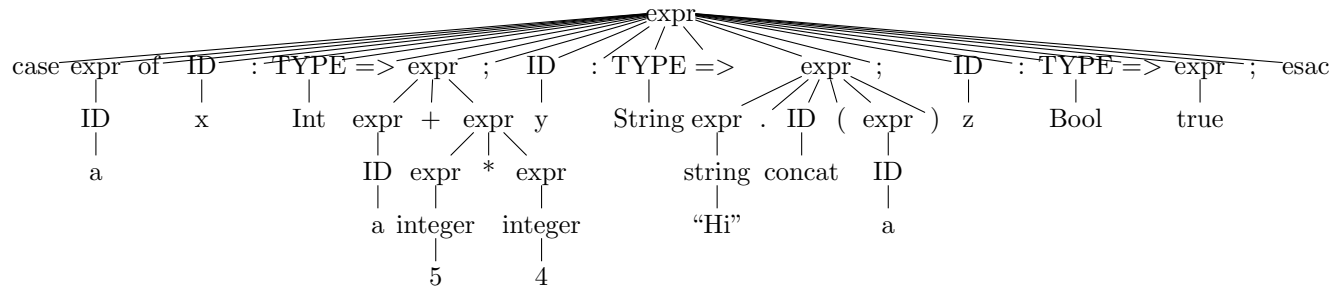 expr
case expr of ID : TYPE => expr ; ID : TYPE => expr ; ID : TYPE => expr ; esac
ID x Int expr + expr y String expr . ID ( expr ) z Bool true
a ID expr * expr string concat ID
a integer integer “Hi” a
5 4